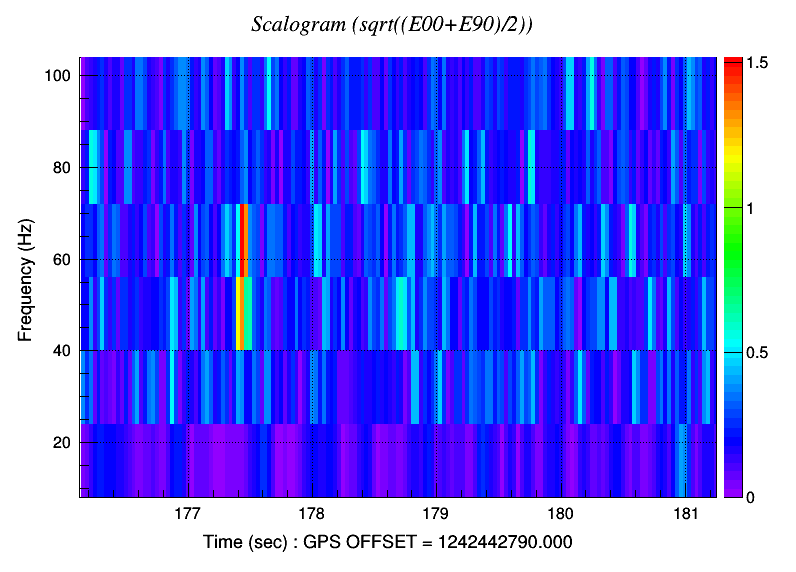 Scalogram (sqrt((E00+E90)/2))
100
80
60
40
20
Frequency (Hz)
1.5
1
0.5
0
177 178 179 180 181
Time (sec) : GPS OFFSET = 1242442790.000